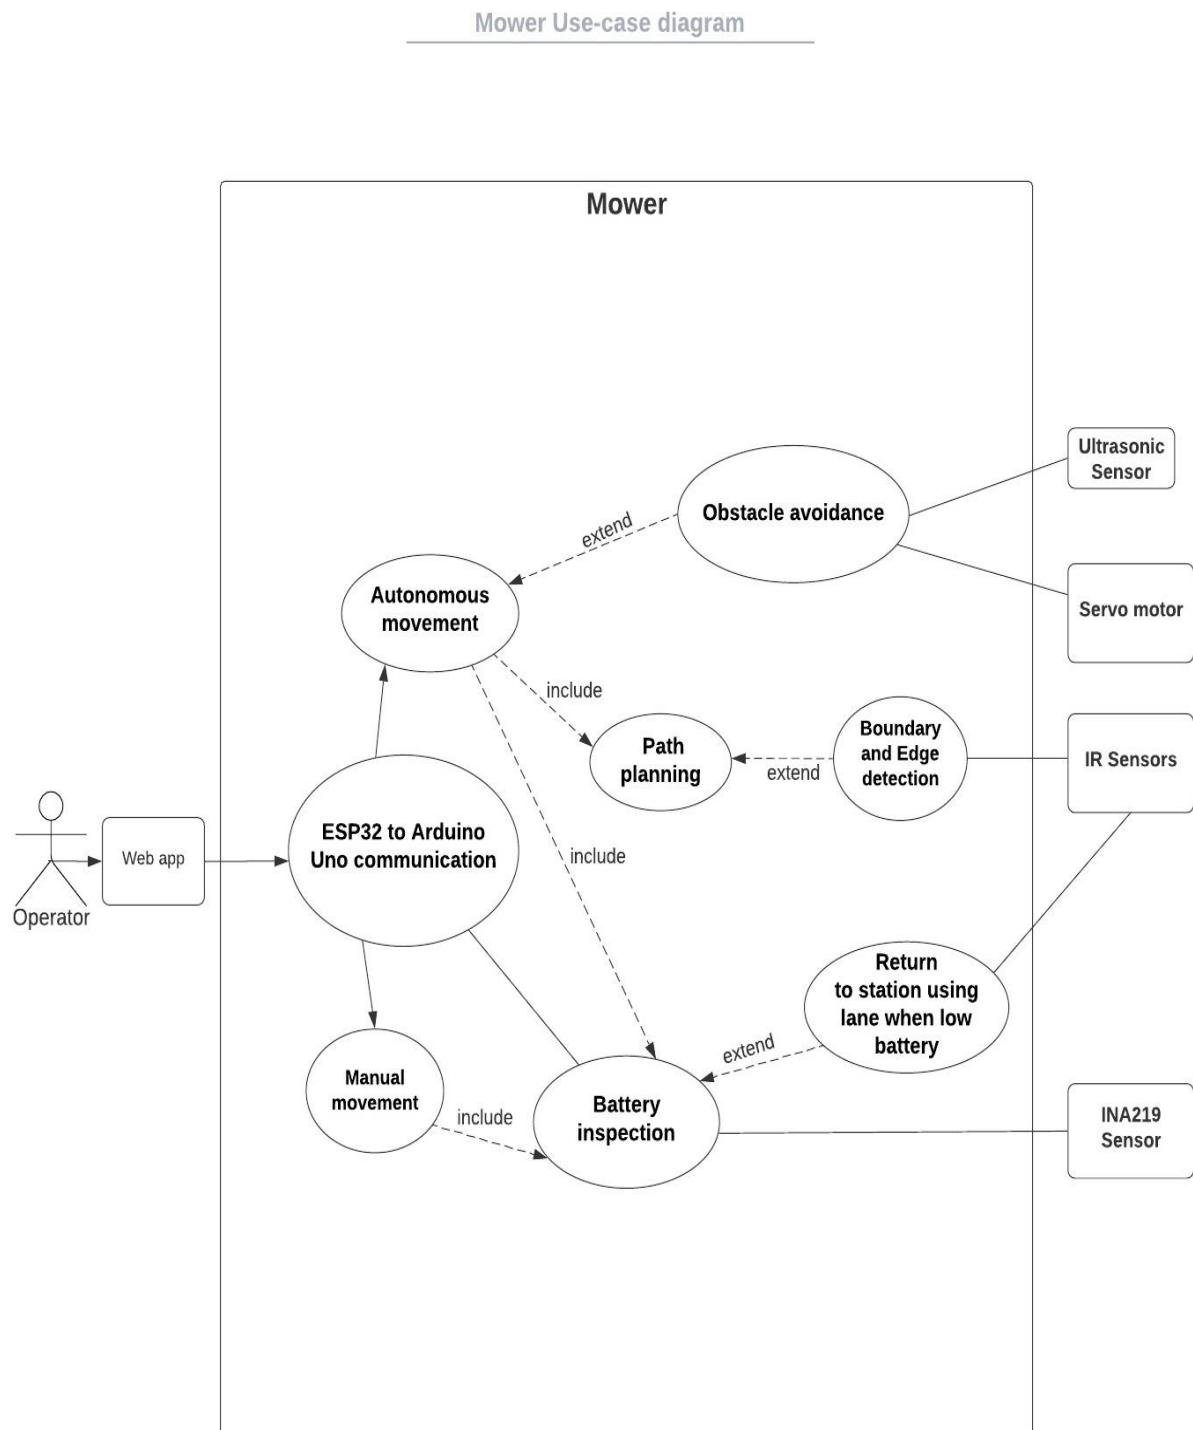 Mower Use-case diagram
Mower
Ultrasonic
Sensor
Obstacle avoidance
extend
Servo motor
Autonomous
movement
include
Path
planning
extend
Boundary
and Edge
detection
IR Sensors
ESP32 to Arduino
Uno communication
Web app
Operator
include
Return
to station using
lane when low
battery
extend
Manual
movement
include
Battery
inspection
INA219
Sensor